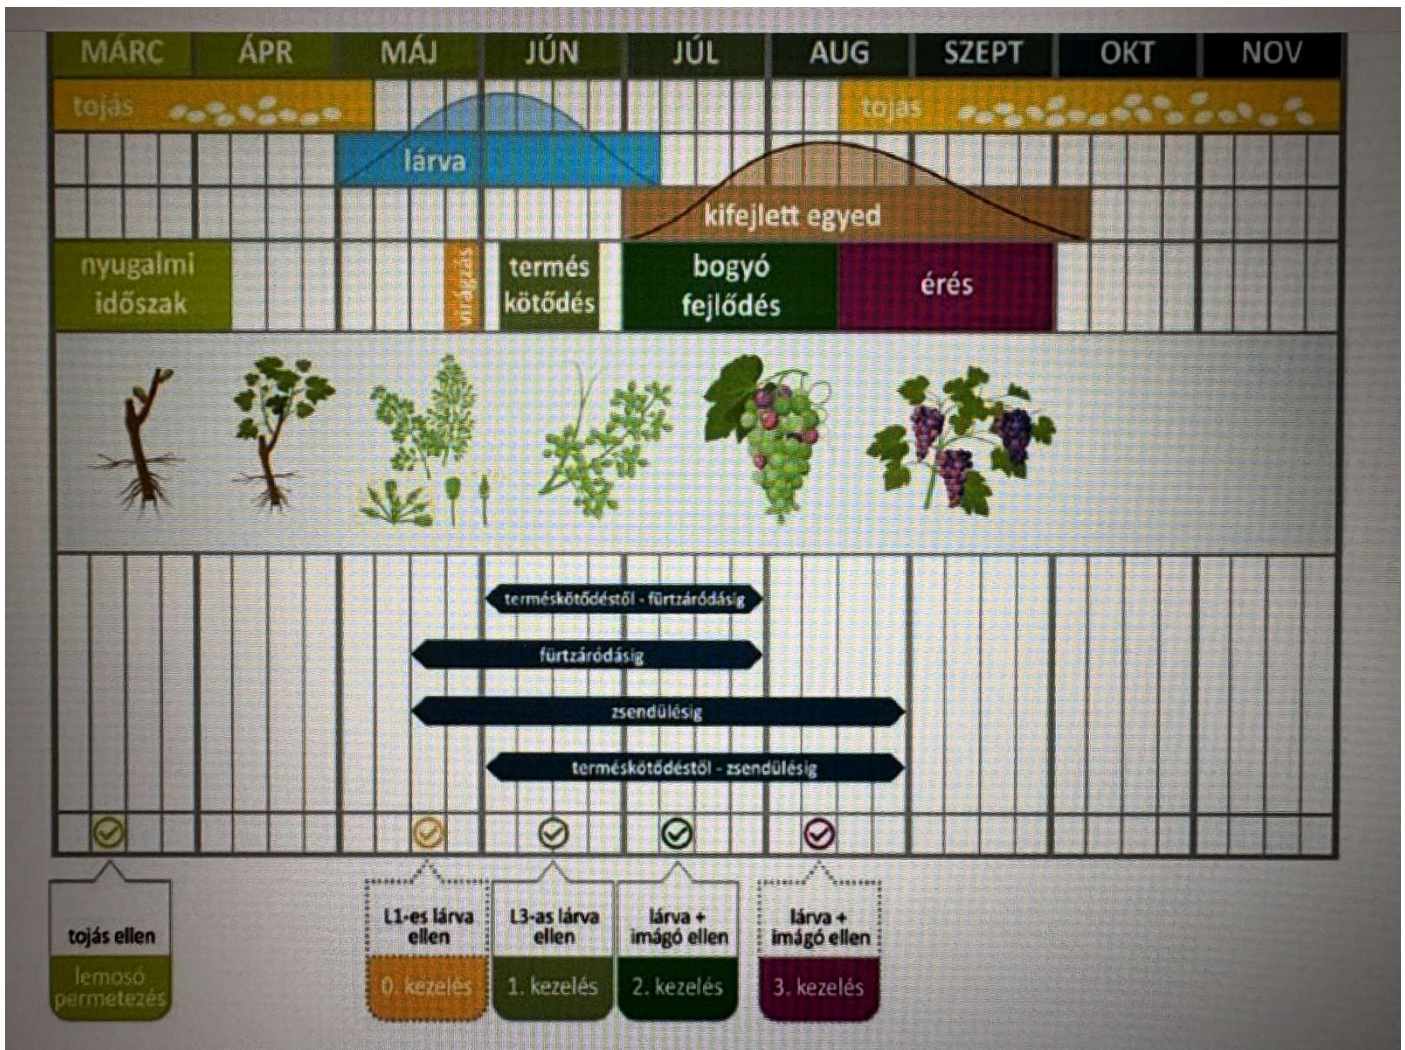 MÁRC ÁPR MÁJ JÚN JÚL AUG SZEPT OKT NOV
tojás
tojás
lárva
kifejlett egyed
nyugalmi
időszak
virágzás
termés
kötődés
bogyó
fejlődés
érés
terméskötődéstől - fürtzáródásig
fürtzáródásig
zsendülésig
terméskötődéstől - zsendülésig
tojás ellen
lemosó
permetezés
L1-es lárva
ellen
0. kezelés
L3-as lárva
ellen
1. kezelés
lárva +
imágó ellen
2. kezelés
lárva +
imágó ellen
3. kezelés